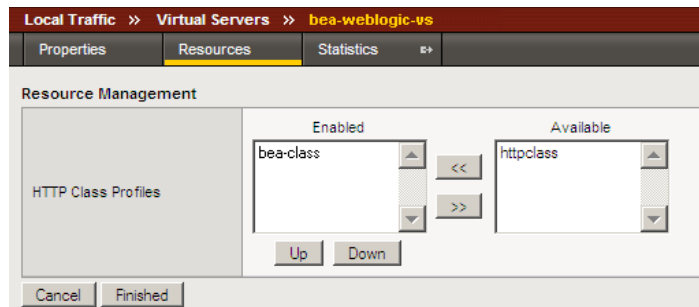 Local Traffic » Virtual Servers » bea-weblogic-vs
Properties Resources Statistics
Resource Management
Enabled Available
bea-class httpclass
<<
HTTP Class Profiles
>>
Up Down
Cancel Finished